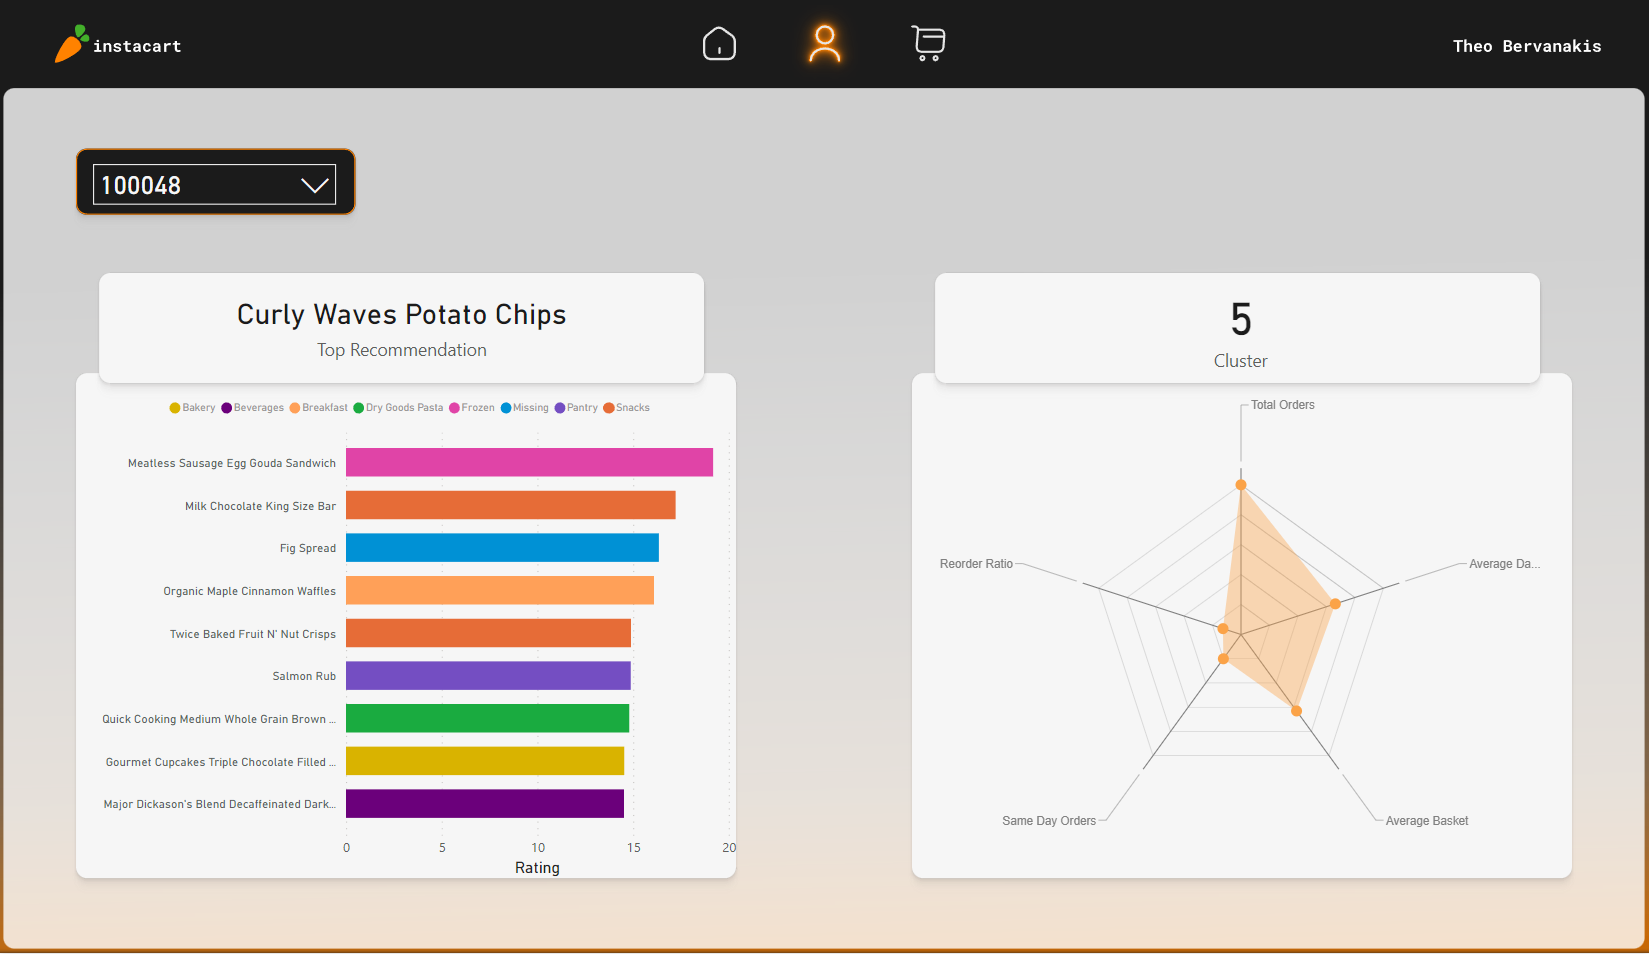 instacart
Theo Bervanakis
100048
Curly Waves Potato Chips
Top Recommendation
Bakery Beverages Breakfast Dry Goods Pasta Frozen Missing Pantry Snacks
Meatless Sausage Egg Gouda Sandwich
Milk Chocolate King Size Bar
Fig Spread
Organic Maple Cinnamon Waffles
Twice Baked Fruit N' Nut Crisps
Salmon Rub
Quick Cooking Medium Whole Grain Brown ...
Gourmet Cupcakes Triple Chocolate Filled ...
Major Dickason's Blend Decaffeinated Dark...
0 5 10 15 20
Rating
5
Cluster
Total Orders
Reorder Ratio
Average Da...
Same Day Orders
Average Basket